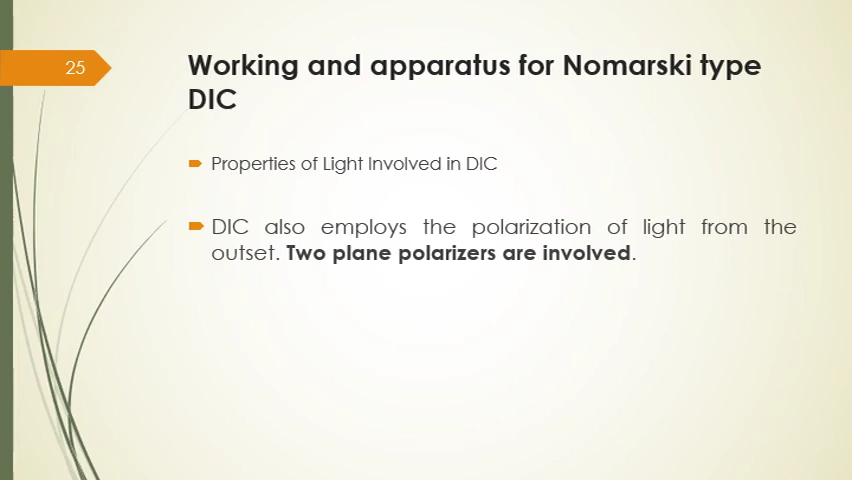 25
Working and apparatus for Nomarski type
DIC
Properties of Light Involved in DIC
DIC also employs the polarization of light from the
outset. Two plane polarizers are involved.